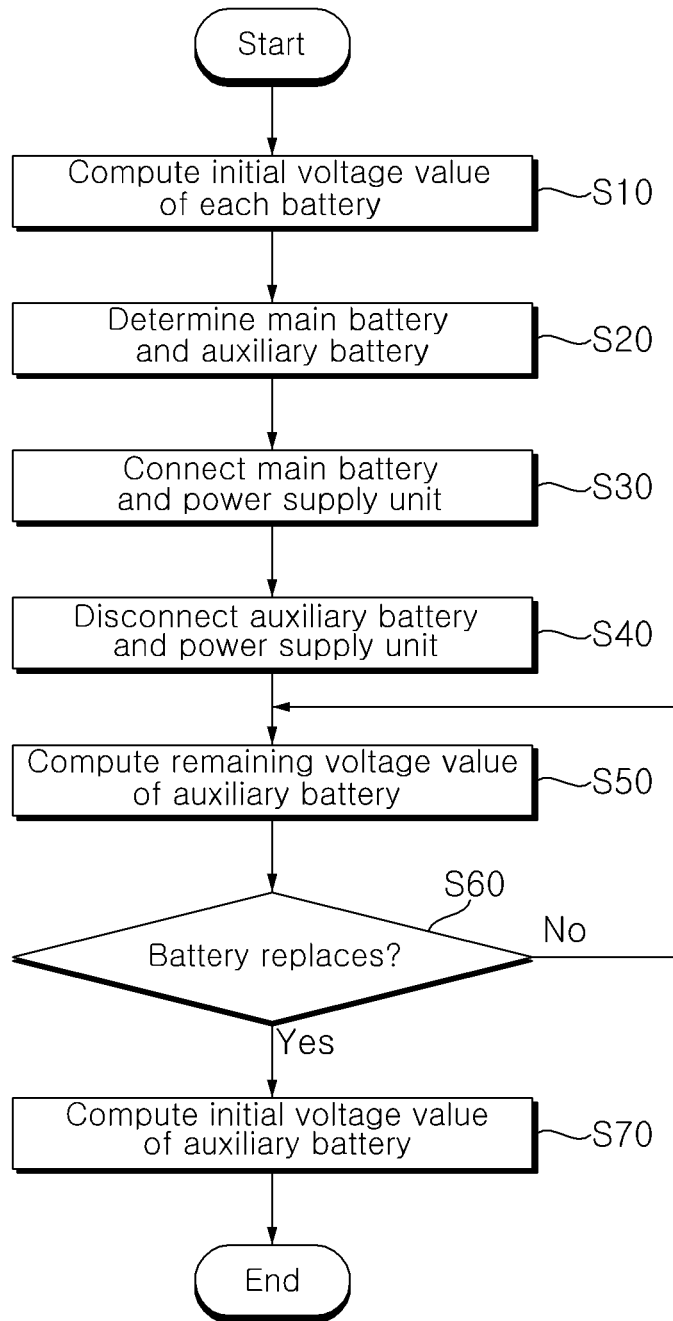 Start
Compute initial voltage value
of each battery
S10
Determine main battery
and auxiliary battery
S20
Connect main battery
and power supply unit
S30
Disconnect auxiliary battery
and power supply unit
S40
Compute remaining voltage value
of auxiliary battery
S50
S60
Battery replaces?
No
Yes
Compute initial voltage value
of auxiliary battery
S70
End